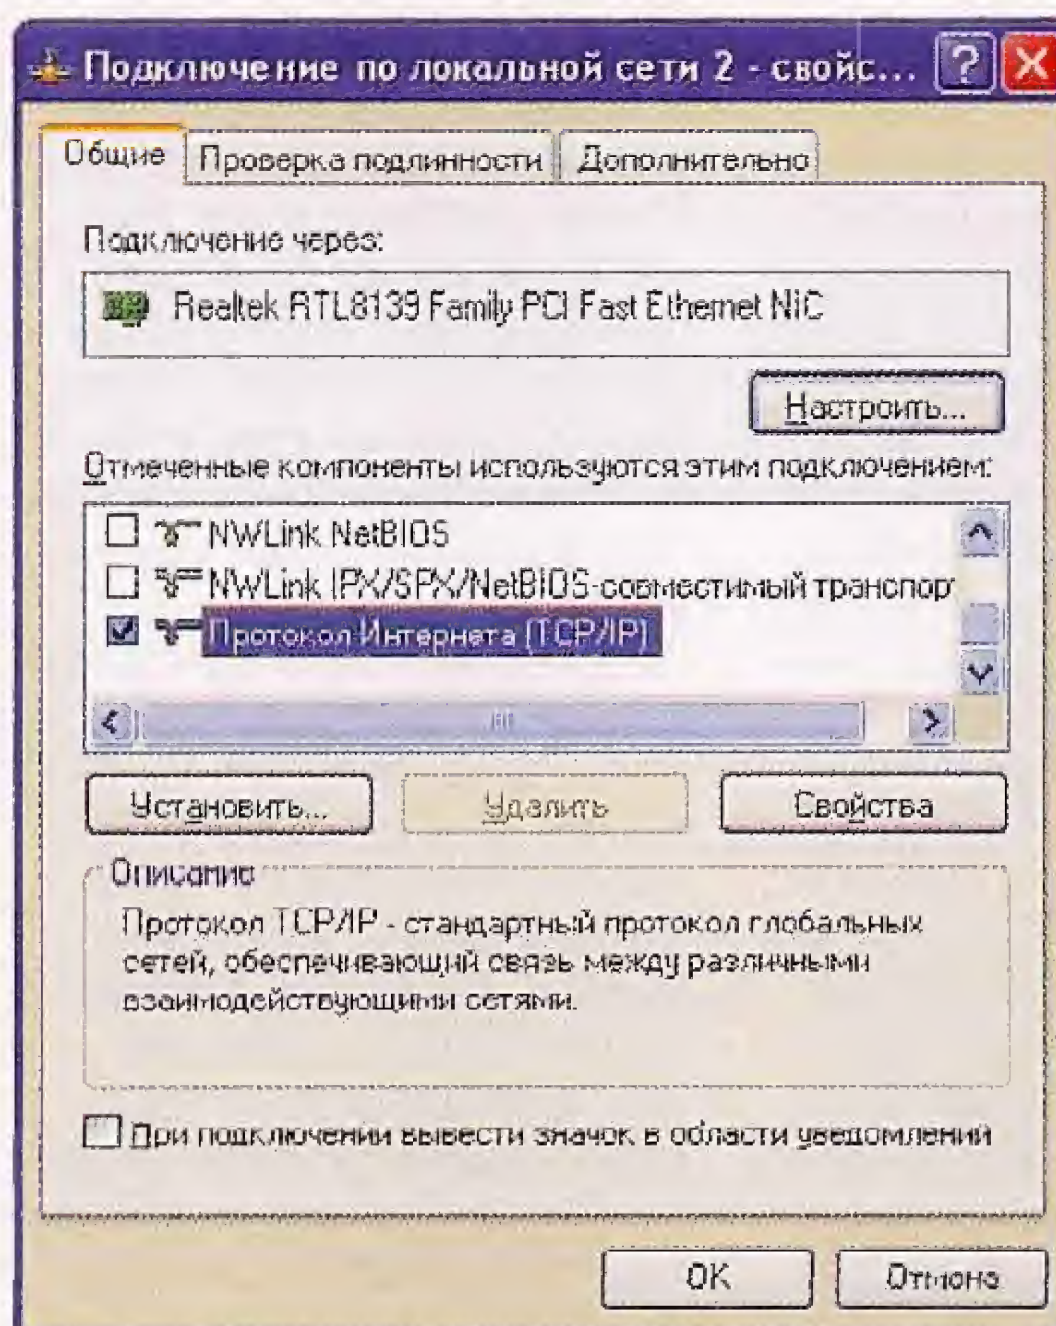 Подключение по локальной сети 2 - свойс...
Общие
Проверка подлинности
Дополнительно
Подключение через:
Realtek RTL8139 Family PCI Fast Ethernet NIC
Настроить...
Отмеченные компоненты используются этим подключением:
NWLink NetBIOS
NWLink IPX/SPX/NetBIOS-совместимый транспор
Протокол Интернета (TCP/IP)
Установить...
Удалить
Свойства
Описание
Протокол TCP/IP - стандартный протокол глобальных
сетей, обеспечивающий связь между различными
взаимодействующими сетями.
При подключении вывести значок в области уведомлений
OK
Отмена